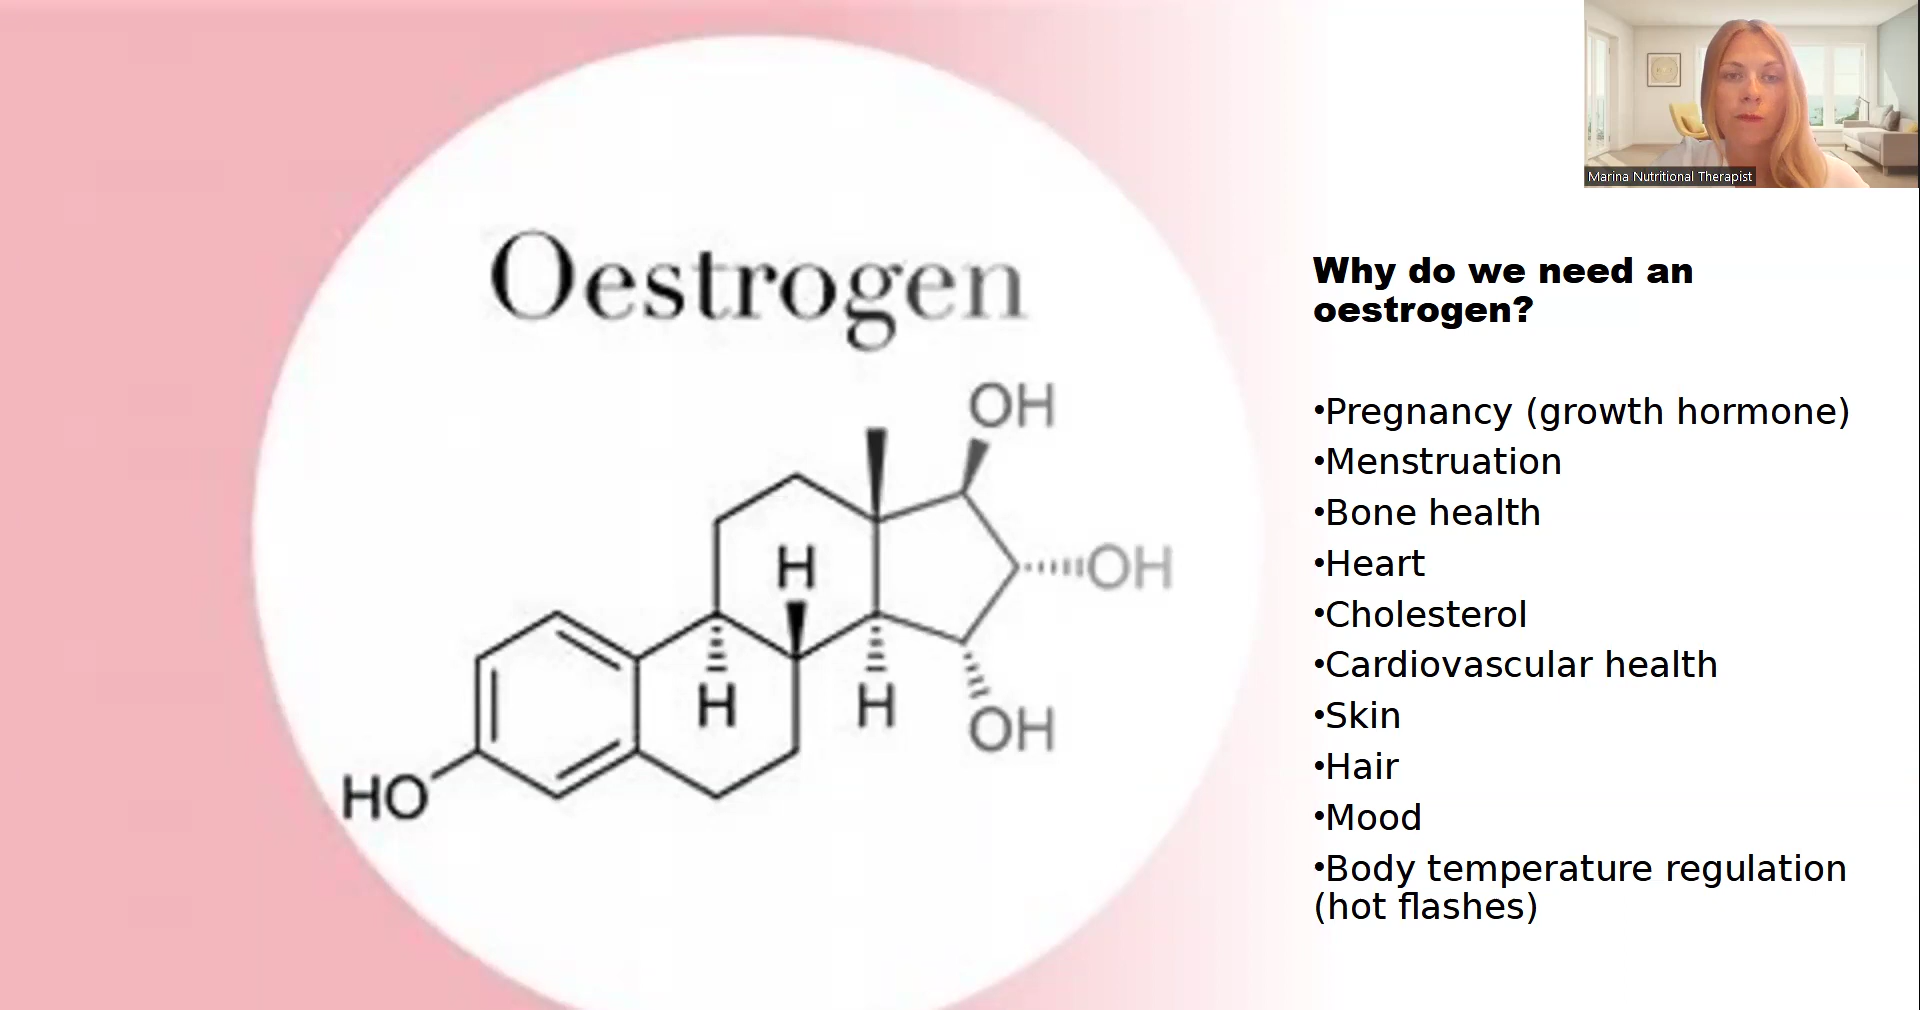 Marina Nutritional Therapist
Oestrogen
OH
H
OH
H
H
OH
HO
Why do we need an
oestrogen?
•Pregnancy (growth hormone)
•Menstruation
•Bone health
•Heart
•Cholesterol
•Cardiovascular health
•Skin
•Hair
•Mood
•Body temperature regulation
(hot flashes)